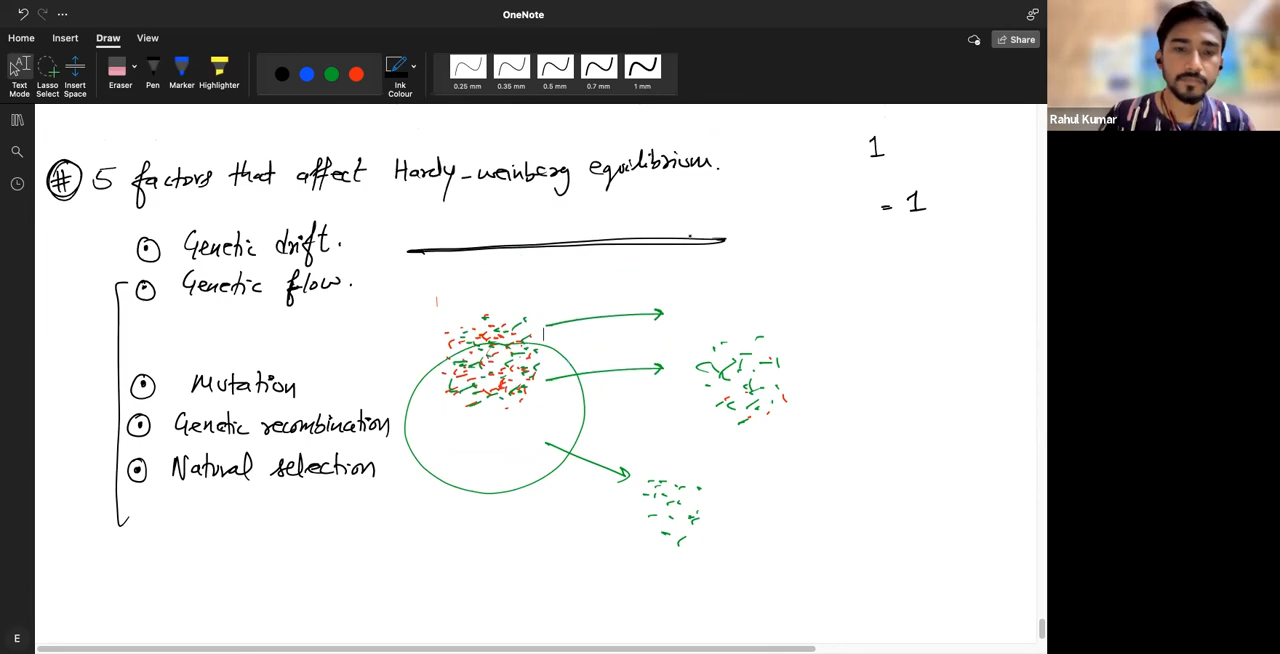 OneNote
Home Insert Draw View
Share
Text Mode
Lasso Select
Insert Space
Eraser
Pen
Marker
Highlighter
Ink Colour
0.25 mm
0.35 mm
0.5 mm
0.7 mm
1 mm
Rahul Kumar
# 5 factors that affect Hardy-weinberg equilibrium.
1
= 1
Genetic drift.
Genetic flow.
Mutation
Genetic recombination
Natural selection
E